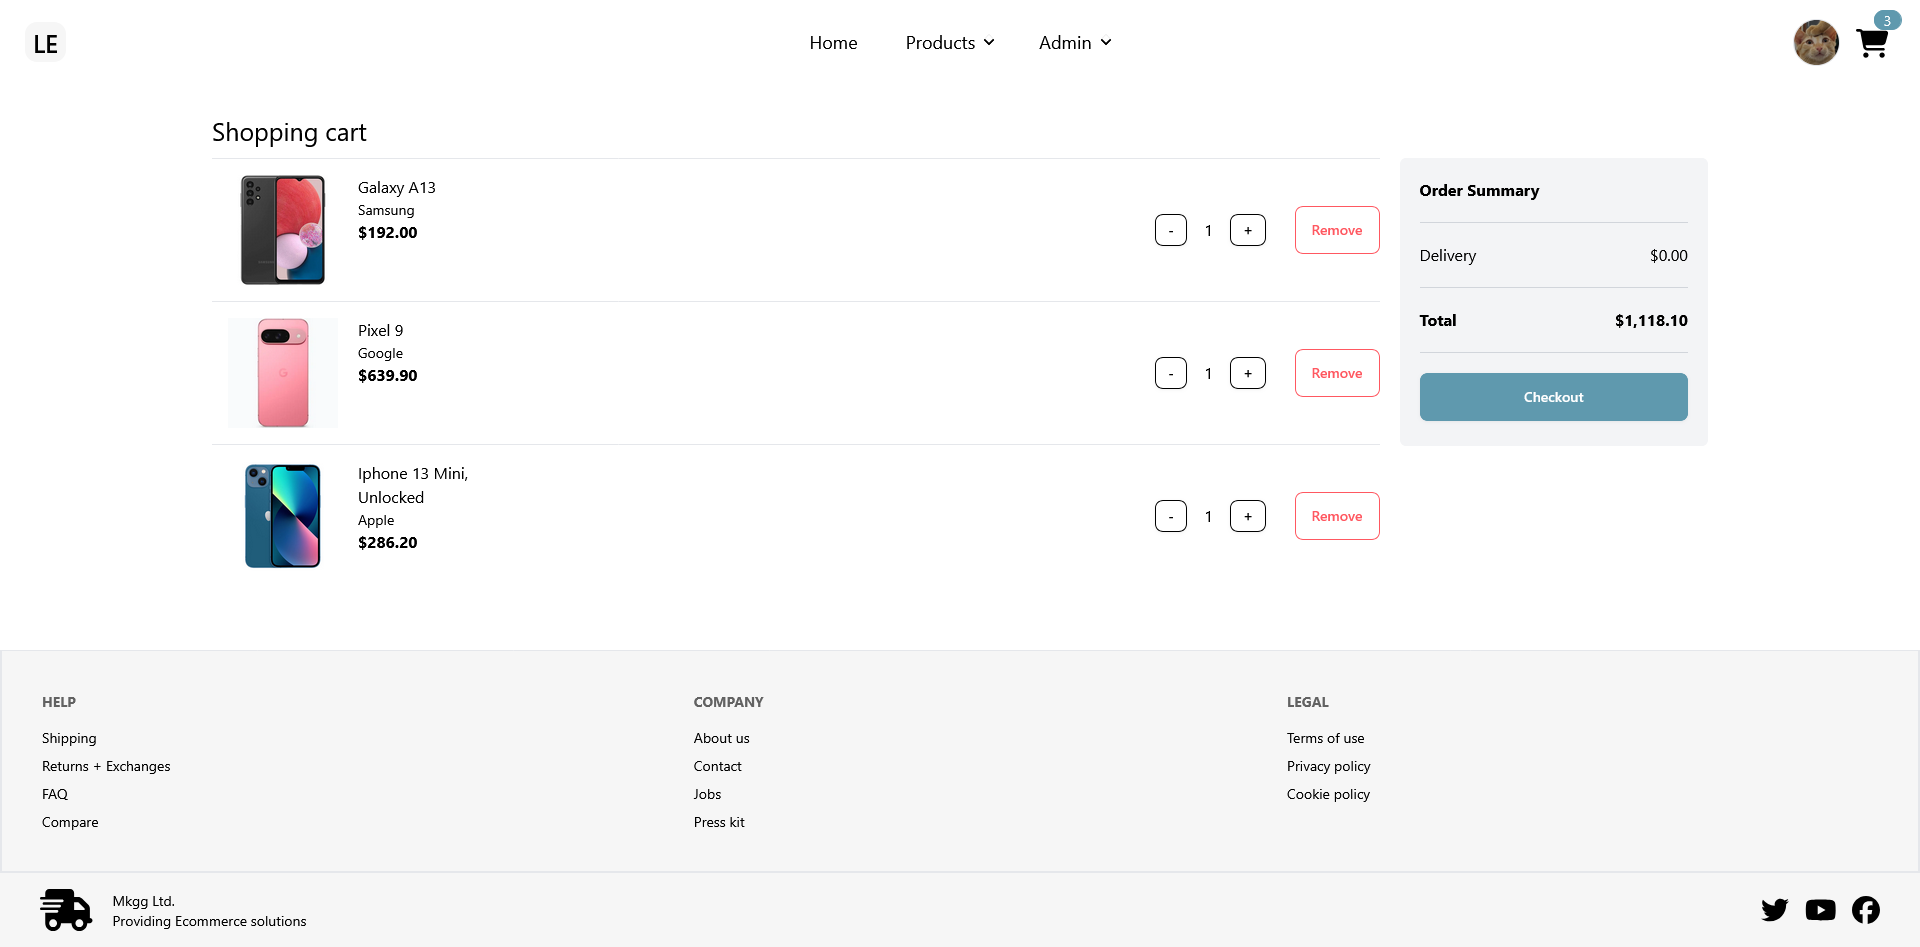 LE
Home
Products
Admin
3
Shopping cart
Galaxy A13
Samsung
$192.00
-
1
+
Remove
Pixel 9
Google
$639.90
-
1
+
Remove
Iphone 13 Mini,
Unlocked
Apple
$286.20
-
1
+
Remove
Order Summary
Delivery $0.00
Total $1,118.10
Checkout
HELP
Shipping
Returns + Exchanges
FAQ
Compare
COMPANY
About us
Contact
Jobs
Press kit
LEGAL
Terms of use
Privacy policy
Cookie policy
Mkgg Ltd.
Providing Ecommerce solutions